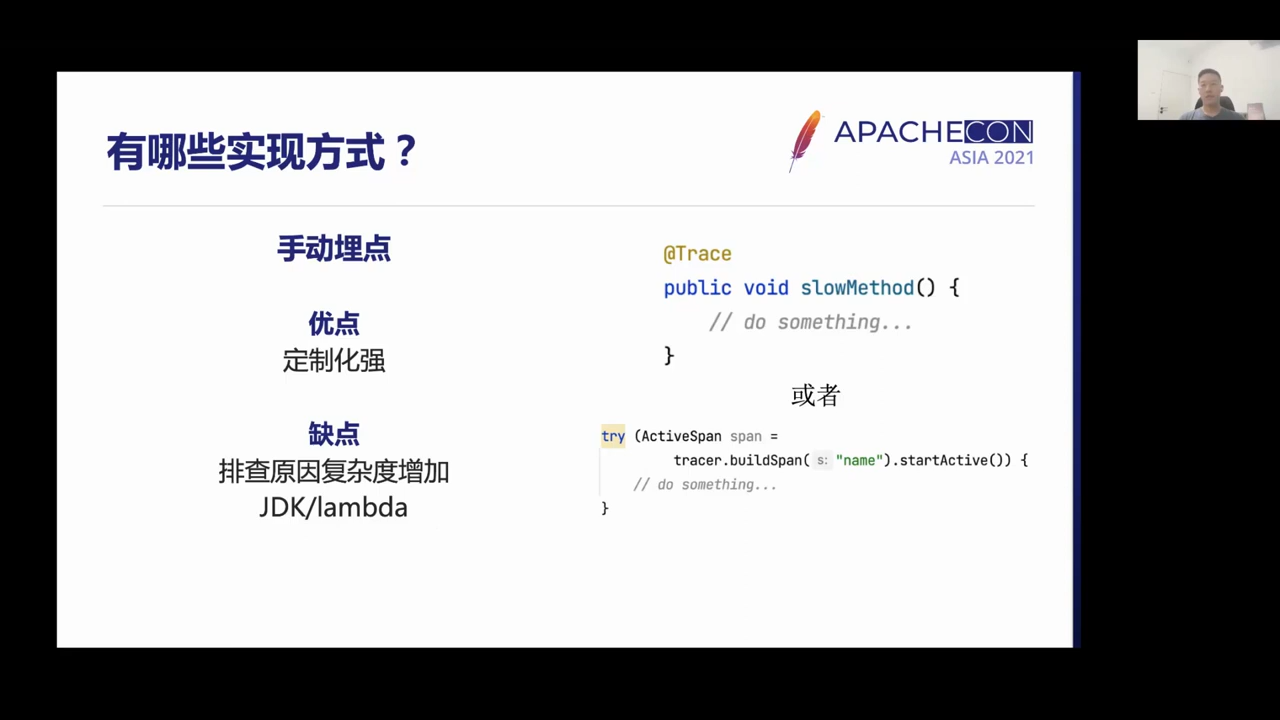 有哪些实现方式？
APACHECON
ASIA 2021
手动埋点
优点
定制化强
缺点
排查原因复杂度增加
JDK/lambda
@Trace
public void slowMethod() {
// do something...
}
或者
try (ActiveSpan span =
tracer.buildSpan( s: "name").startActive()) {
// do something...
}